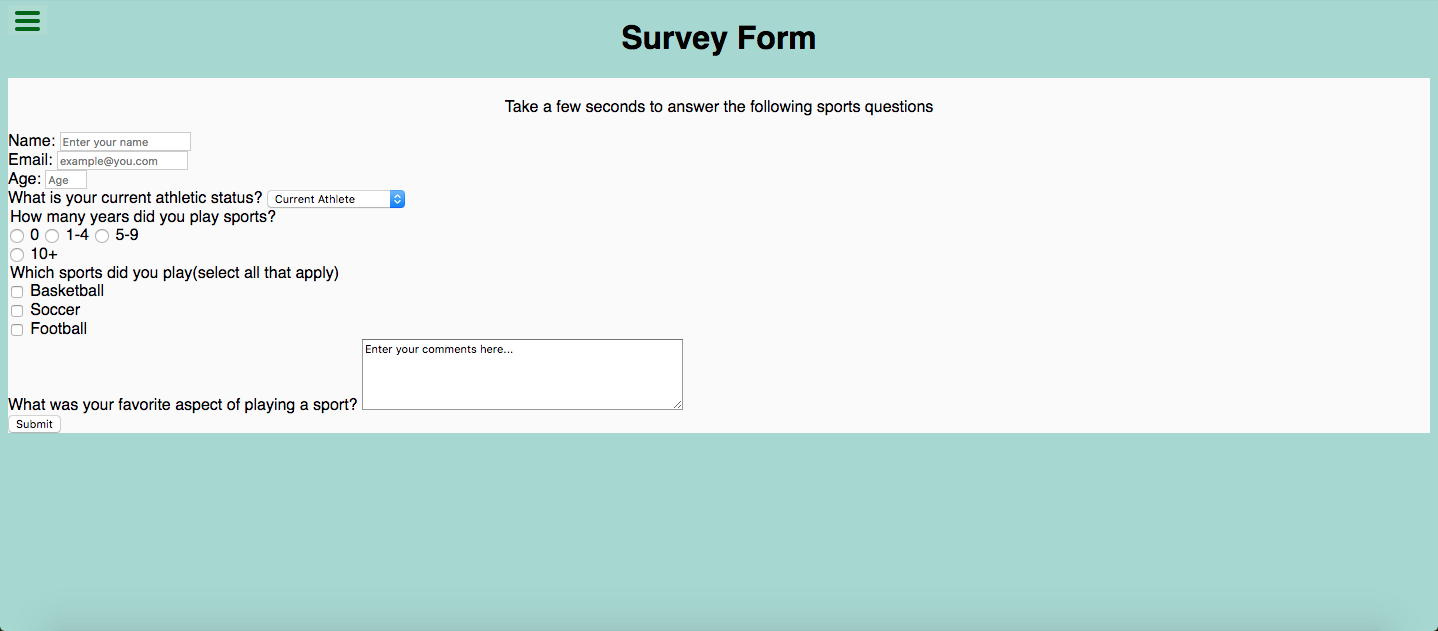 Survey Form
Take a few seconds to answer the following sports questions
Name: Enter your name
Email: example@you.com
Age: Age
What is your current athletic status? Current Athlete
How many years did you play sports?
0 1-4 5-9
10+
Which sports did you play(select all that apply)
Basketball
Soccer
Football
Enter your comments here...
What was your favorite aspect of playing a sport?
Submit